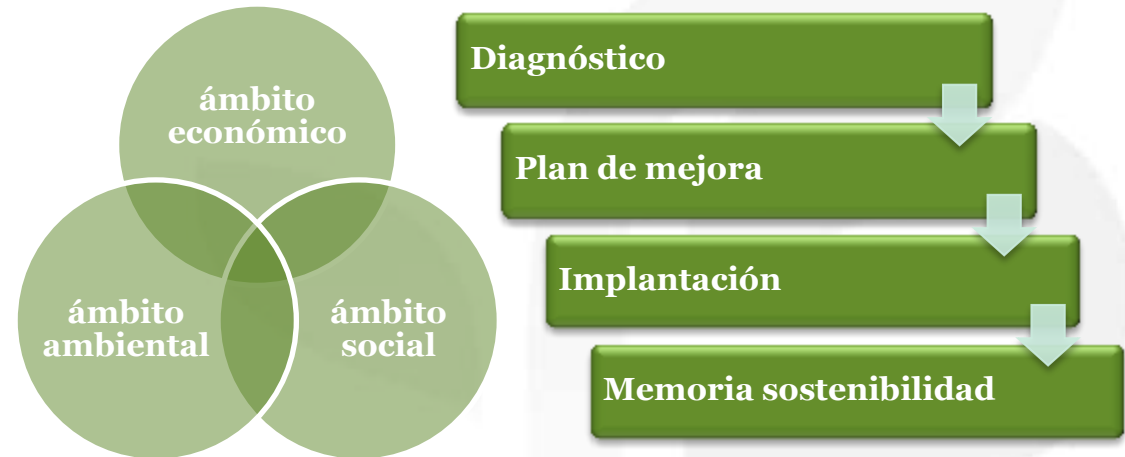 ámbito
económico
ámbito
ambiental
ámbito
social
Diagnóstico
Plan de mejora
Implantación
Memoria sostenibilidad